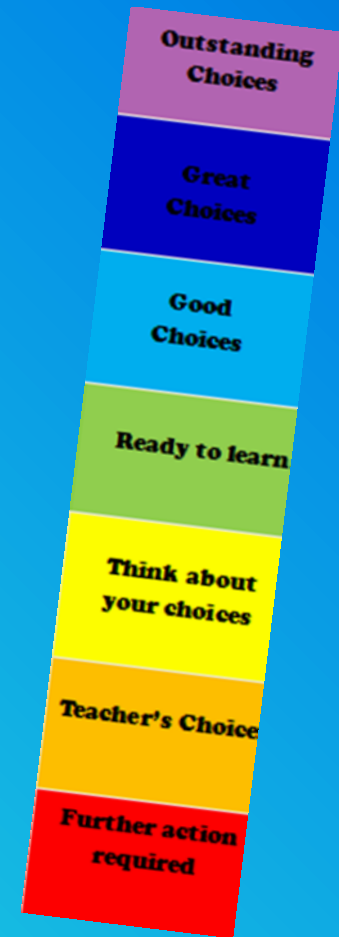 Outstanding
Choices
Great
Choices
Good
Choices
Ready to learn
Think about
your choices
Teacher's Choice
Further action
required